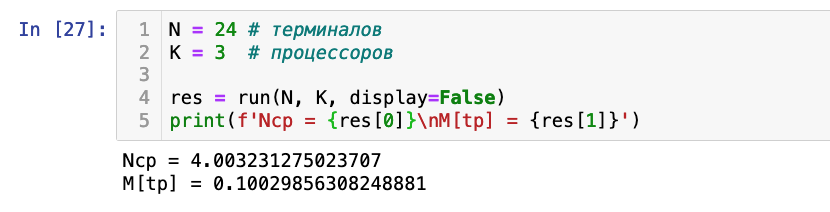 In [27]:
1 N = 24 # терминалов
2 K = 3  # процессоров
3
4 res = run(N, K, display=False)
5 print(f'Ncp = {res[0]}\nM[tp] = {res[1]}')
Ncp = 4.003231275023707
M[tp] = 0.10029856308248881